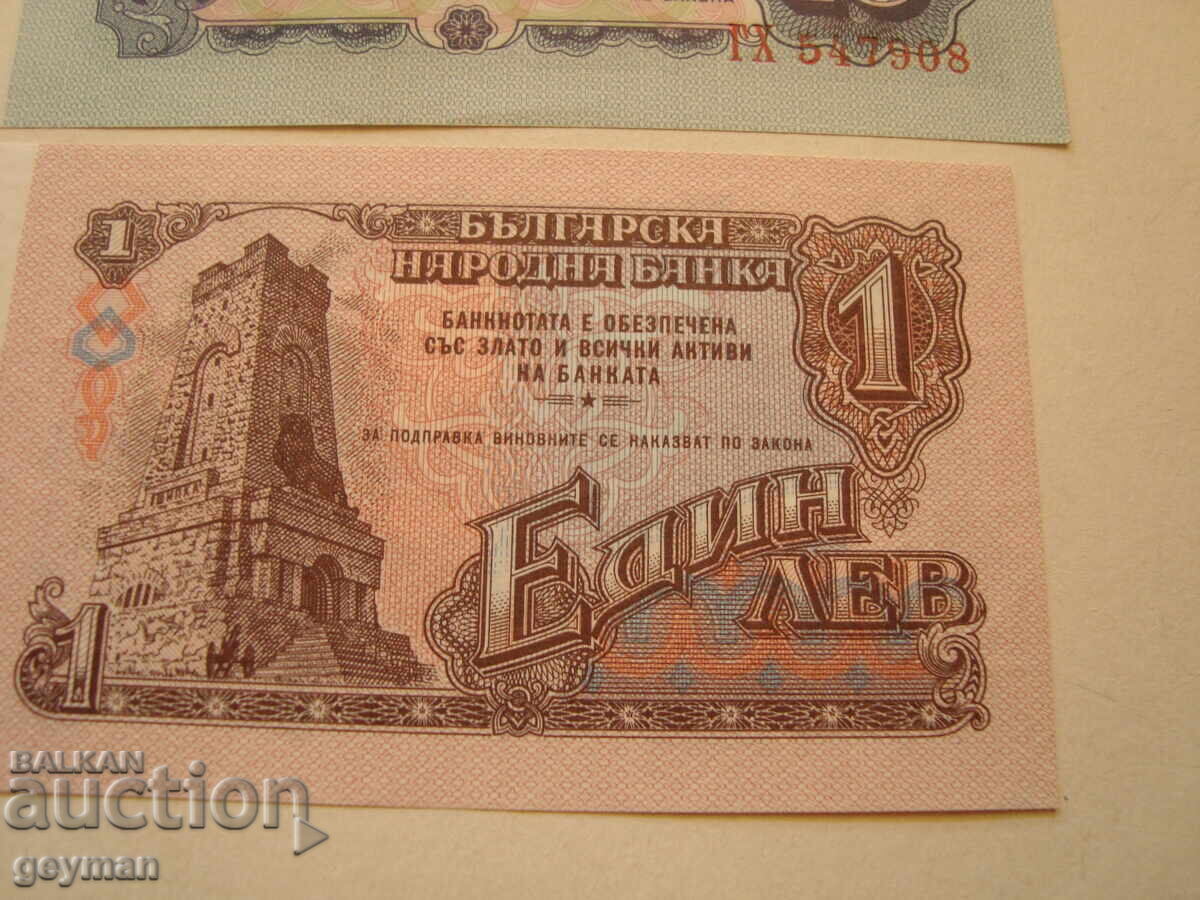 ГХ 547908
1
БЪЛГАРСКА
НАРОДНА БАНКА
1
БАНКНОТАТА Е ОБЕЗПЕЧЕНА
СЪС ЗЛАТО И ВСИЧКИ АКТИВИ
НА БАНКАТА
ЗА ПОДПРАВКА ВИНОВНИТЕ СЕ НАКАЗВАТ ПО ЗАКОНА
ШИПКА
ЕДИН
ЛЕВ
1
BALKAN
auction
geyman